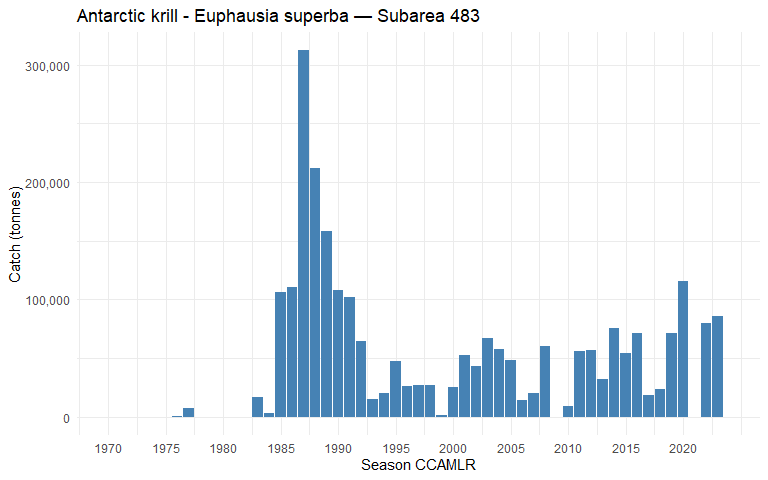 Antarctic krill - Euphausia superba — Subarea 483
Catch (tonnes)
300,000
200,000
100,000
0
1970 1975 1980 1985 1990 1995 2000 2005 2010 2015 2020
Season CCAMLR